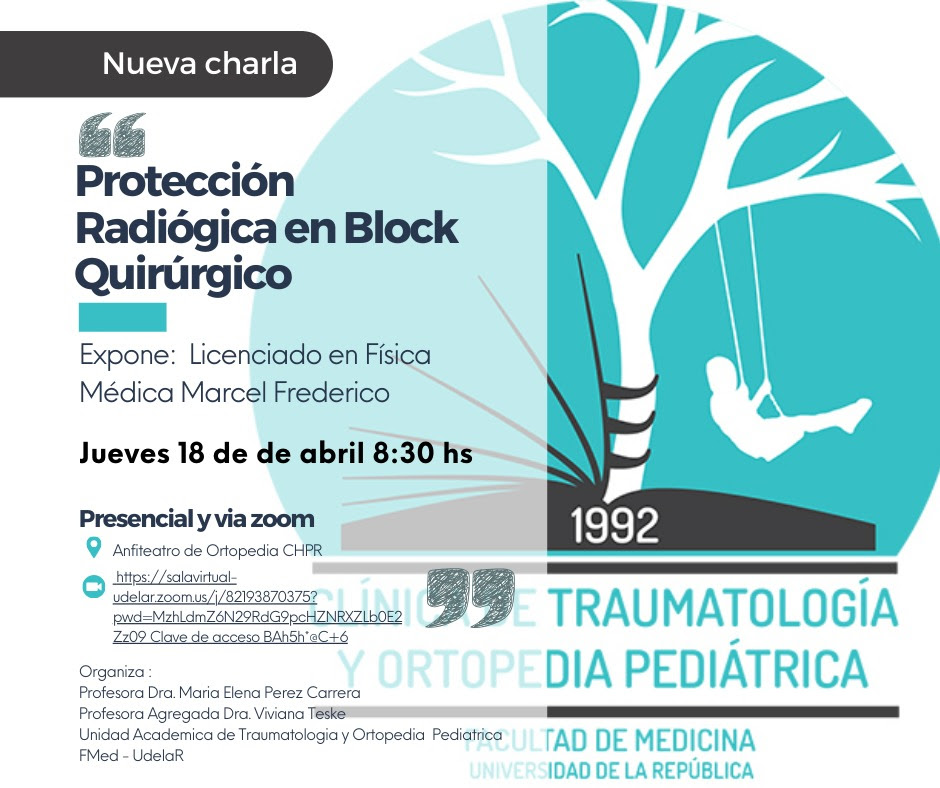 Nueva charla
Protección
Radiógica en Block
Quirúrgico
Expone: Licenciado en Física
Médica Marcel Frederico
Jueves 18 de de abril 8:30 hs
Presencial y via zoom
Anfiteatro de Ortopedia CHPR
https://salavirtual-
udelar.zoom.us/j/82193870375?
pwd=MzhLdmZ6N29RdG9pcHZNRXZLb0E2
Zz09 Clave de acceso BAh5h*@C+6
Organiza :
Profesora Dra. Maria Elena Perez Carrera
Profesora Agregada Dra. Viviana Teske
Unidad Academica de Traumatologia y Ortopedia Pediatrica
FMed - UdelaR
1992
CLÍNICA DE TRAUMATOLOGÍA
Y ORTOPEDIA PEDIÁTRICA
FACULTAD DE MEDICINA
UNIVERSIDAD DE LA REPÚBLICA